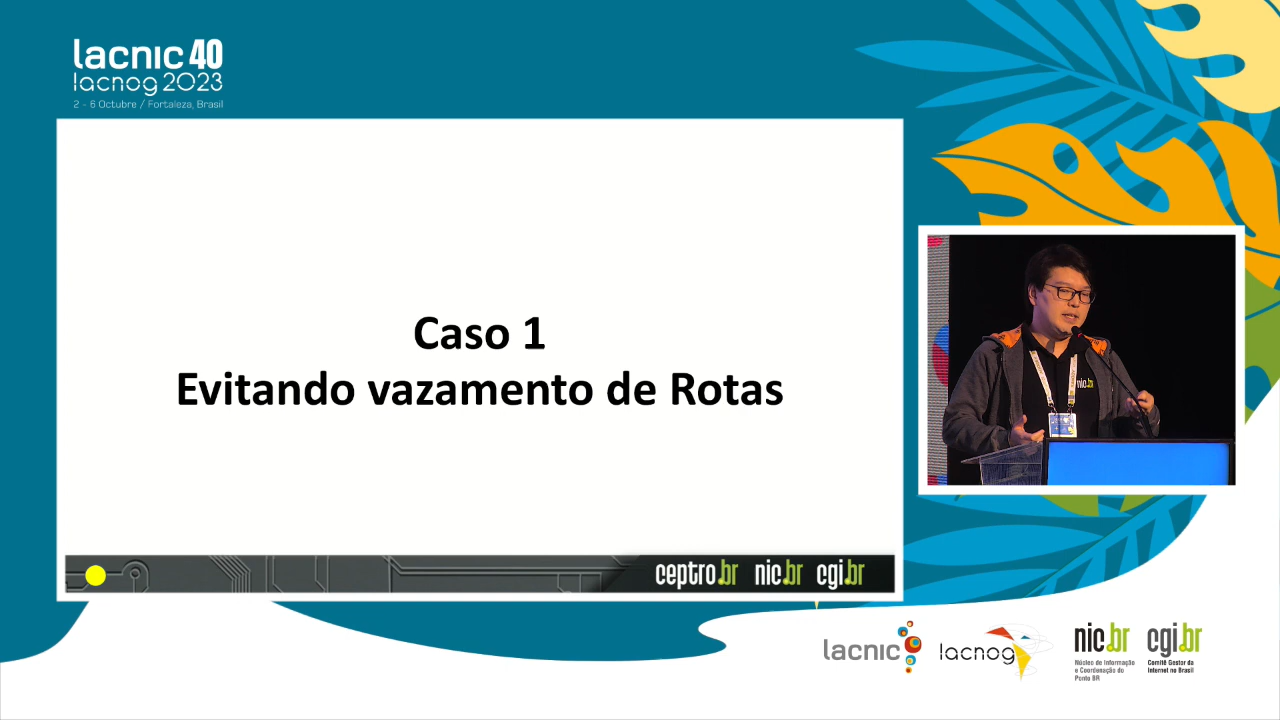 lacnic 40
lacnog 2023
2 - 6 Octubre / Fortaleza, Brasil
Caso 1
Evitando vazamento de Rotas
ceptro.br nic.br cgi.br
nic.br
lacnic
lacnog
nic.br
Núcleo de Informação
e Coordenação do
Ponto BR
cgi.br
Comitê Gestor da
Internet no Brasil